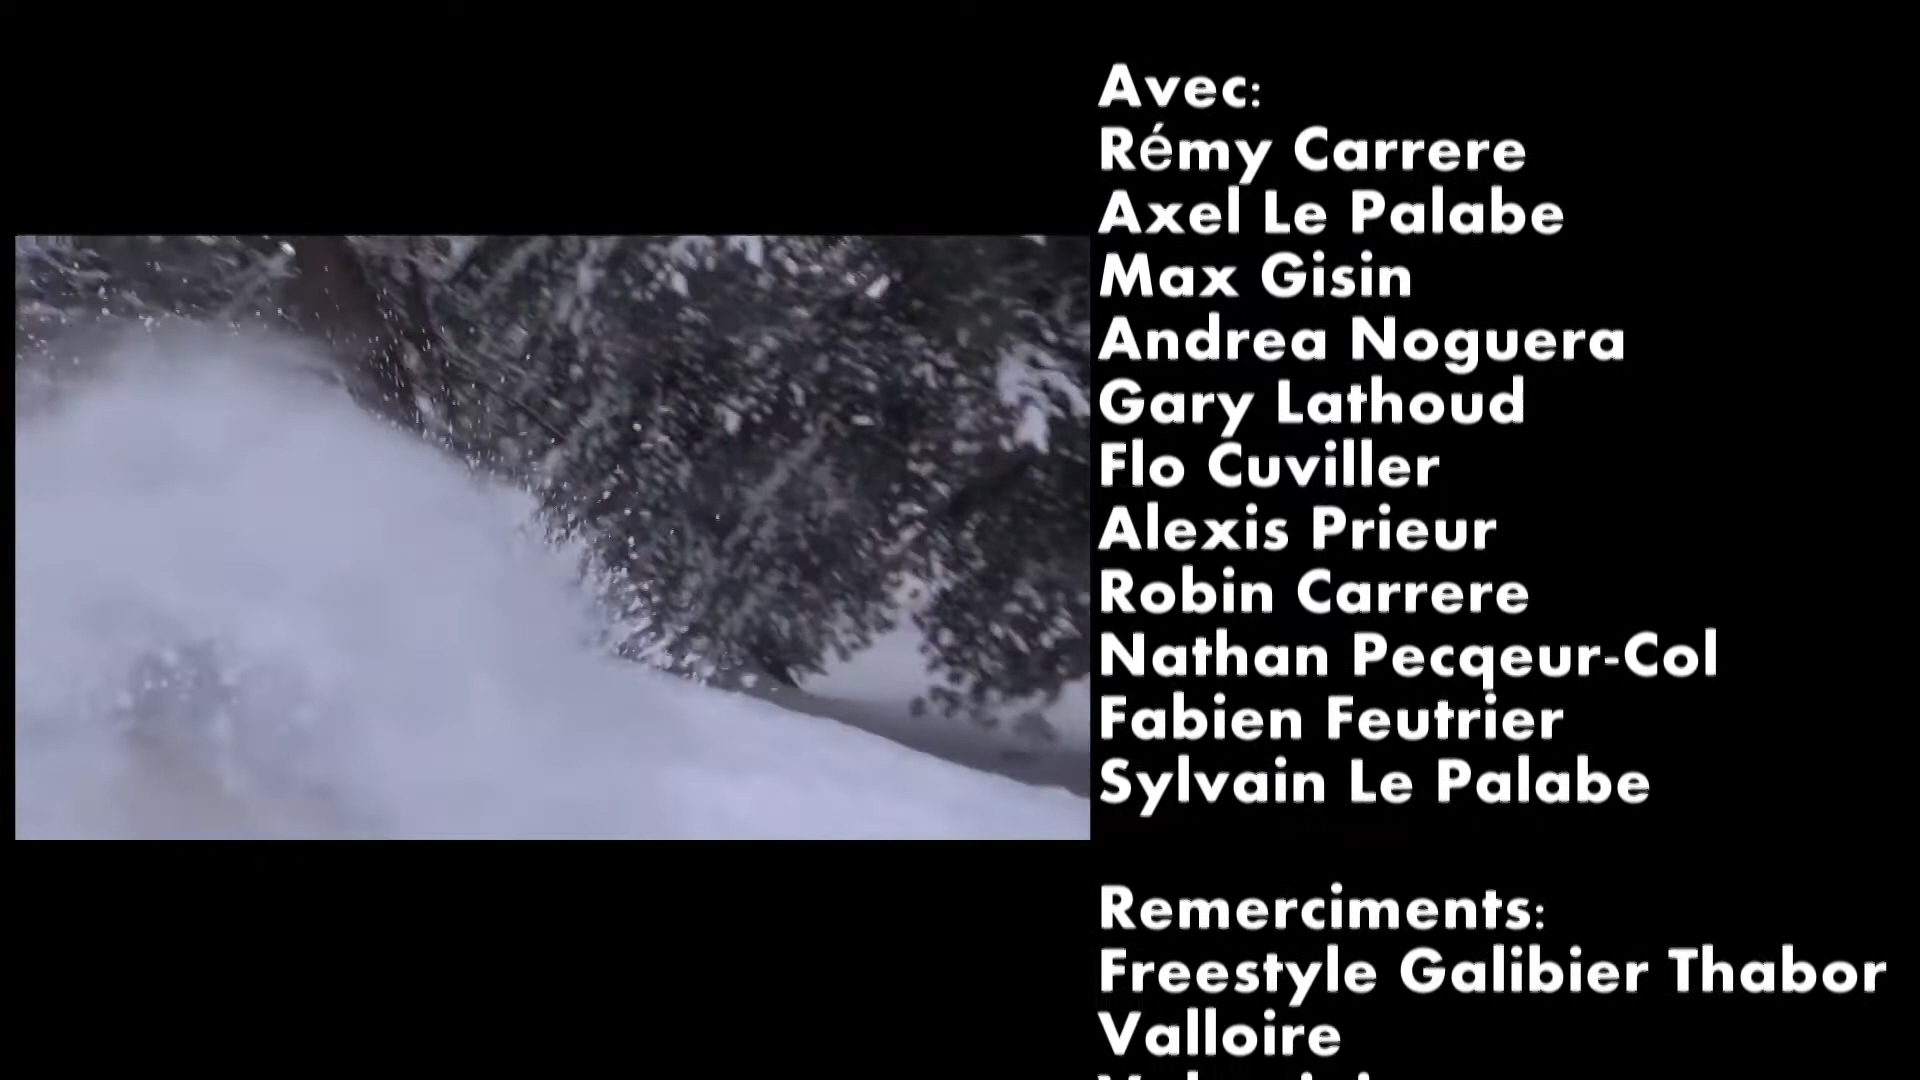 Avec:
Rémy Carrere
Axel Le Palabe
Max Gisin
Andrea Noguera
Gary Lathoud
Flo Cuviller
Alexis Prieur
Robin Carrere
Nathan Pecqeur-Col
Fabien Feutrier
Sylvain Le Palabe
Remerciments:
Freestyle Galibier Thabor
Valloire